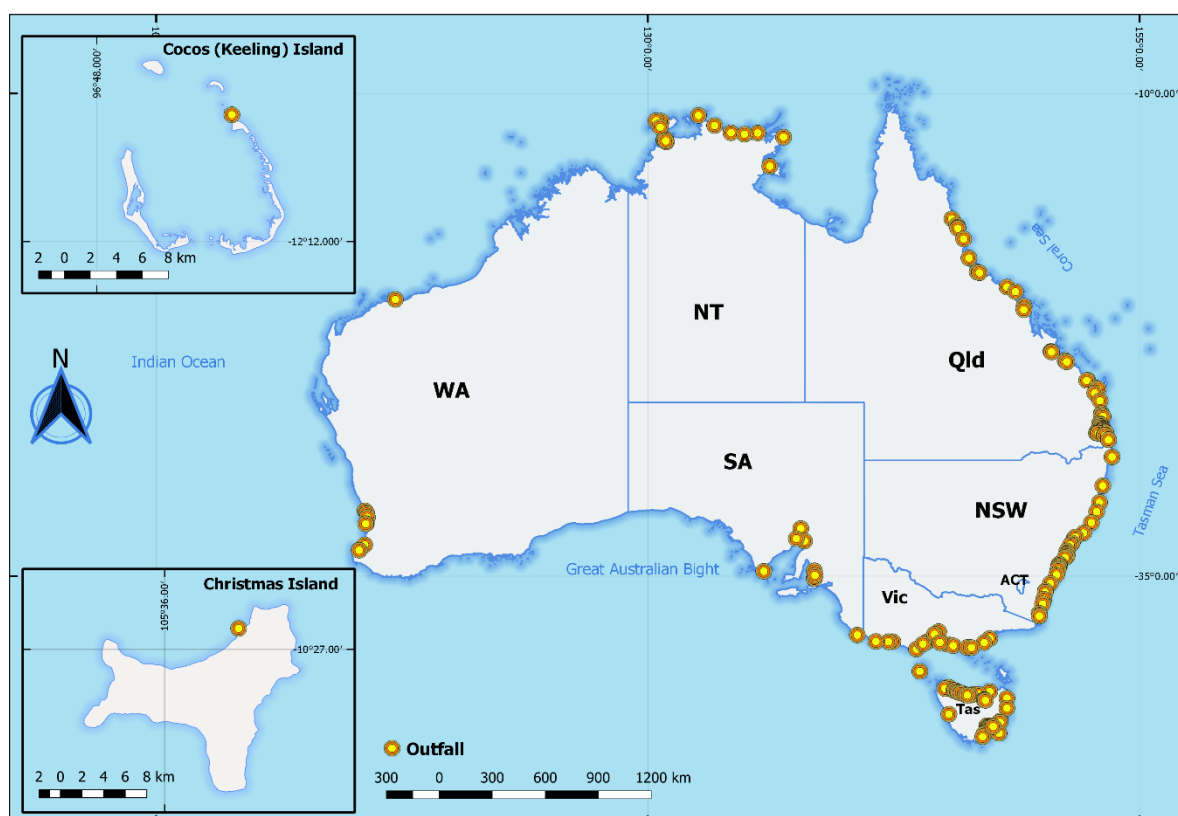 Cocos (Keeling) Island
96°48.000′
-12°12.000′
2 0 2 4 6 8 km
130°0.00′
155°0.00′
-10°0.00′
Coral Sea
NT
Qld
WA
Indian Ocean
N
SA
NSW
Tasman Sea
Great Australian Bight
ACT
-35°0.00′
Vic
Tas
Christmas Island
105°36.00′
-10°27.00′
2 0 2 4 6 8 km
Outfall
300 0 300 600 900 1200 km